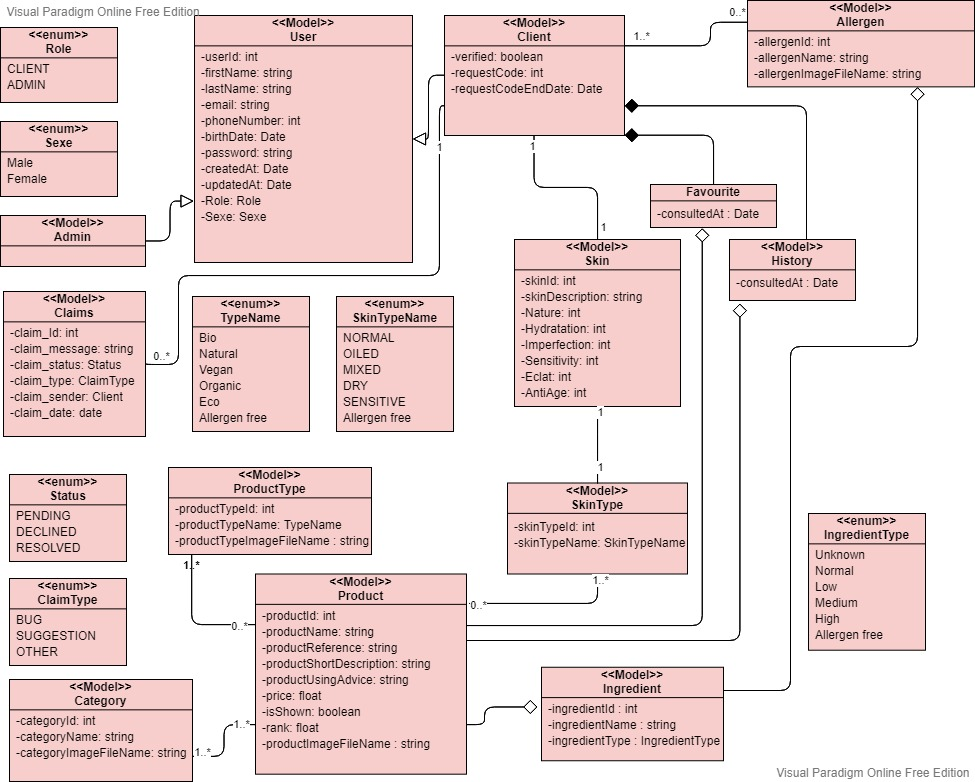 Visual Paradigm Online Free Edition
<<enum>>
Role
CLIENT
ADMIN
<<enum>>
Sexe
Male
Female
<<Model>>
Admin
<<Model>>
User
-userId: int
-firstName: string
-lastName: string
-email: string
-phoneNumber: int
-birthDate: Date
-password: string
-createdAt: Date
-updatedAt: Date
-Role: Role
-Sexe: Sexe
<<Model>>
Client
-verified: boolean
-requestCode: int
-requestCodeEndDate: Date
1..*
0..*
<<Model>>
Allergen
-allergenId: int
-allergenName: string
-allergenImageFileName: string
1
1
1
Favourite
-consultedAt : Date
<<Model>>
History
-consultedAt : Date
<<Model>>
Skin
-skinId: int
-skinDescription: string
-Nature: int
-Hydratation: int
-Imperfection: int
-Sensitivity: int
-Eclat: int
-AntiAge: int
1
1
<<Model>>
Claims
-claim_Id: int
-claim_message: string
-claim_status: Status
-claim_type: ClaimType
-claim_sender: Client
-claim_date: date
0..*
<<enum>>
TypeName
Bio
Natural
Vegan
Organic
Eco
Allergen free
<<enum>>
SkinTypeName
NORMAL
OILED
MIXED
DRY
SENSITIVE
Allergen free
<<enum>>
Status
PENDING
DECLINED
RESOLVED
<<Model>>
ProductType
-productTypeId: int
-productTypeName: TypeName
-productTypeImageFileName : string
1..*
0..*
<<Model>>
SkinType
-skinTypeId: int
-skinTypeName: SkinTypeName
1..*
0..*
<<enum>>
IngredientType
Unknown
Normal
Low
Medium
High
Allergen free
<<enum>>
ClaimType
BUG
SUGGESTION
OTHER
<<Model>>
Product
-productId: int
-productName: string
-productReference: string
-productShortDescription: string
-productUsingAdvice: string
-price: float
-isShown: boolean
-rank: float
-productImageFileName : string
<<Model>>
Category
-categoryId: int
-categoryName: string
-categoryImageFileName: string
1..*
1..*
<<Model>>
Ingredient
-ingredientId : int
-ingredientName : string
-ingredientType : IngredientType
Visual Paradigm Online Free Edition